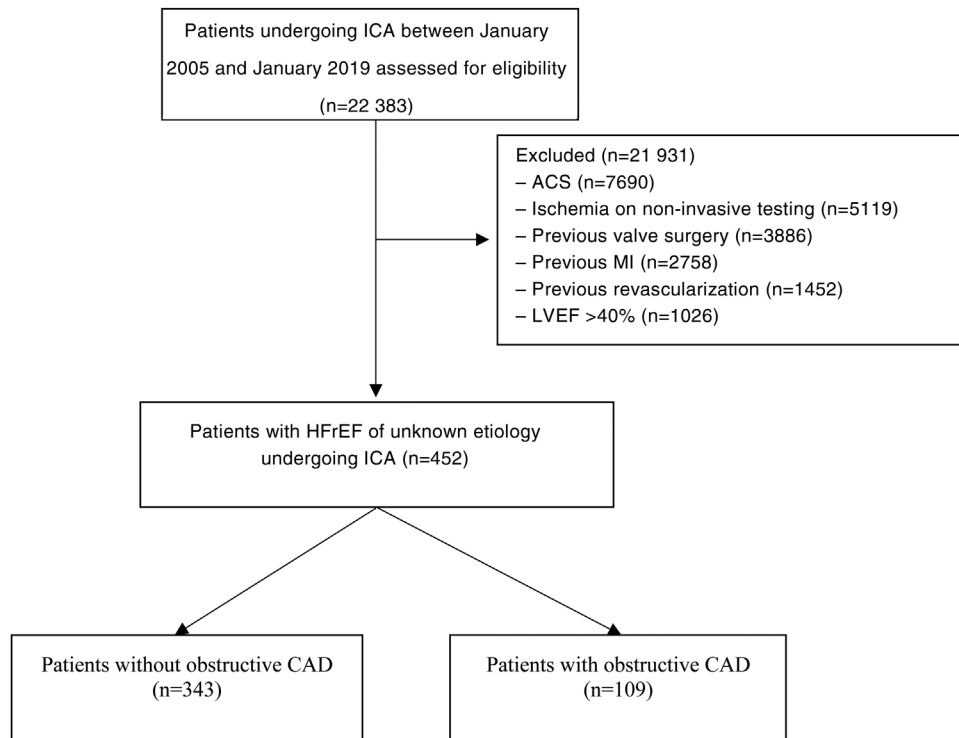 Patients undergoing ICA between January
2005 and January 2019 assessed for eligibility
(n=22 383)
Excluded (n=21 931)
– ACS (n=7690)
– Ischemia on non-invasive testing (n=5119)
– Previous valve surgery (n=3886)
– Previous MI (n=2758)
– Previous revascularization (n=1452)
– LVEF >40% (n=1026)
Patients with HFrEF of unknown etiology
undergoing ICA (n=452)
Patients without obstructive CAD
(n=343)
Patients with obstructive CAD
(n=109)